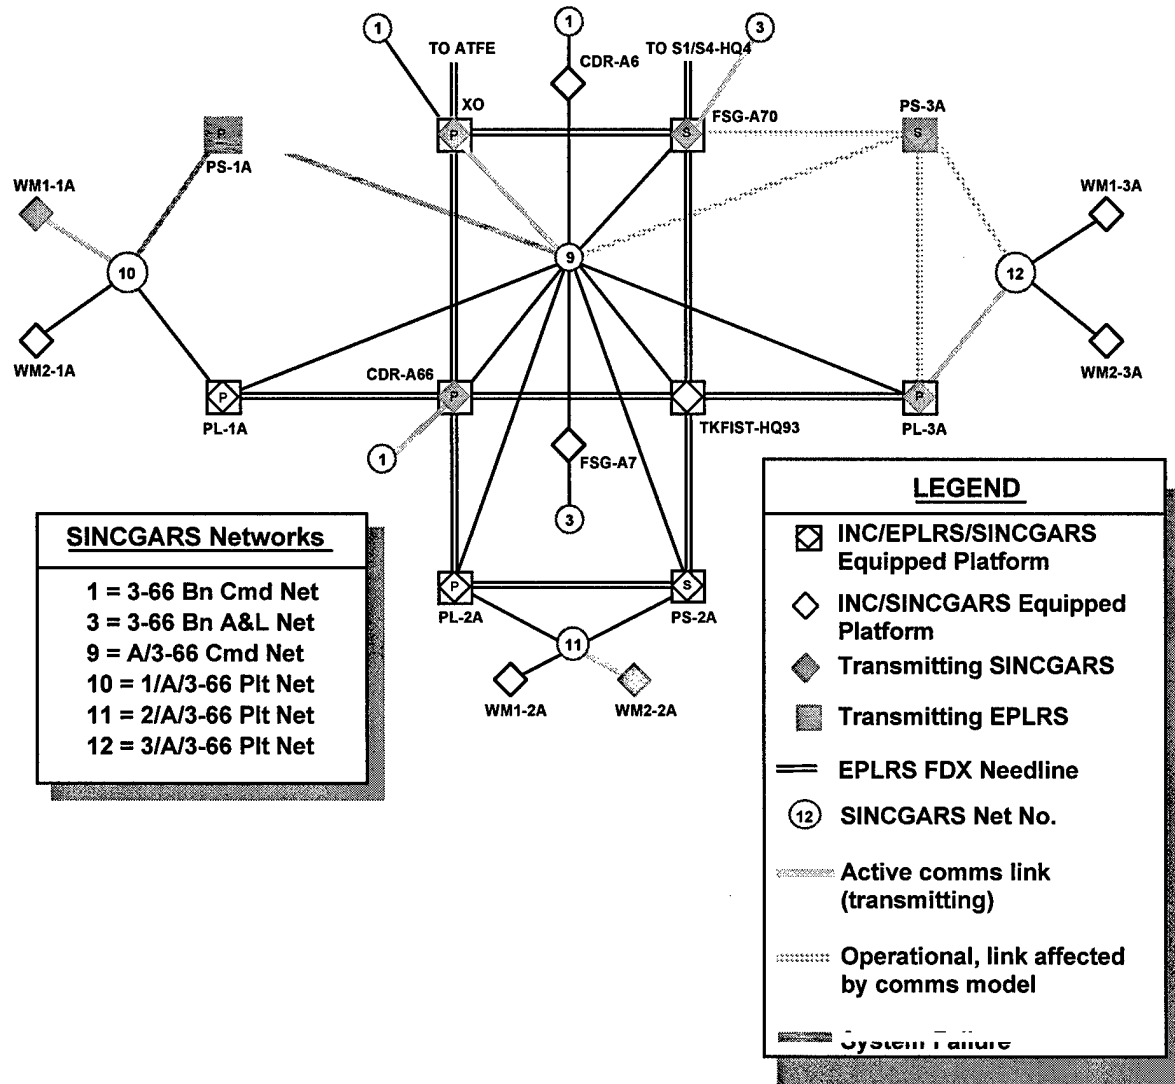 1
1
3
TO ATFE
CDR-A6
TO S1/S4-HQ4
XO
PS-3A
P
S
FSG-A70
P
S
PS-1A
WM1-1A
WM1-3A
9
10
12
WM2-1A
WM2-3A
CDR-A66
P
P
P
PL-1A
TKFIST-HQ93
PL-3A
1
FSG-A7
3
P
S
PL-2A
PS-2A
11
WM1-2A
WM2-2A
SINCGARS Networks
1 = 3-66 Bn Cmd Net
3 = 3-66 Bn A&L Net
9 = A/3-66 Cmd Net
10 = 1/A/3-66 Plt Net
11 = 2/A/3-66 Plt Net
12 = 3/A/3-66 Plt Net
LEGEND
INC/EPLRS/SINCGARS
Equipped Platform
INC/SINCGARS Equipped
Platform
Transmitting SINCGARS
Transmitting EPLRS
EPLRS FDX Needline
12 SINCGARS Net No.
Active comms link
(transmitting)
Operational, link affected
by comms model
System Failure